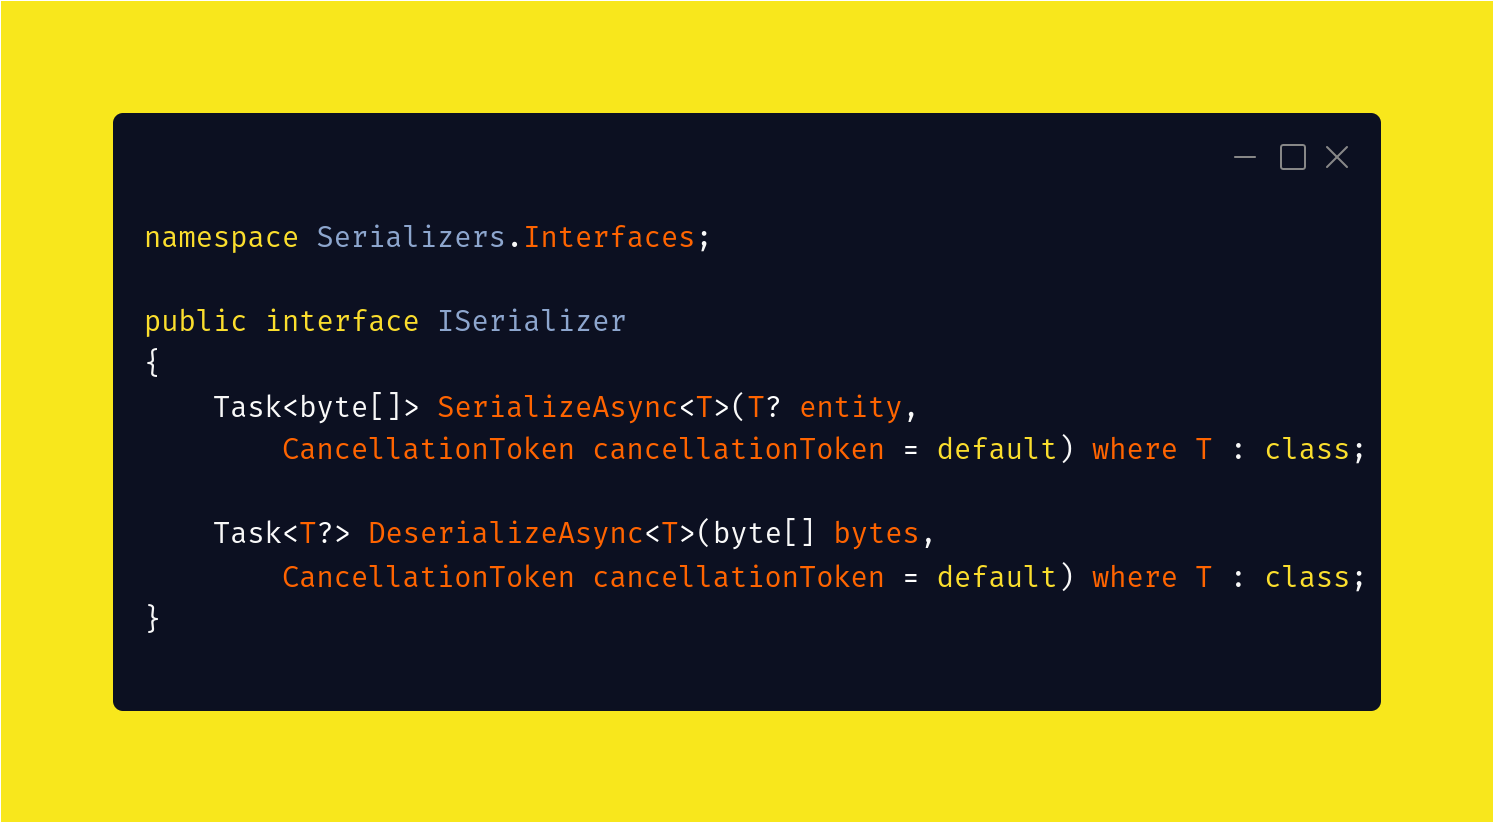 namespace Serializers.Interfaces;
public interface ISerializer
{
Task<byte[]> SerializeAsync<T>(T? entity,
CancellationToken cancellationToken = default) where T : class;
Task<T?> DeserializeAsync<T>(byte[] bytes,
CancellationToken cancellationToken = default) where T : class;
}